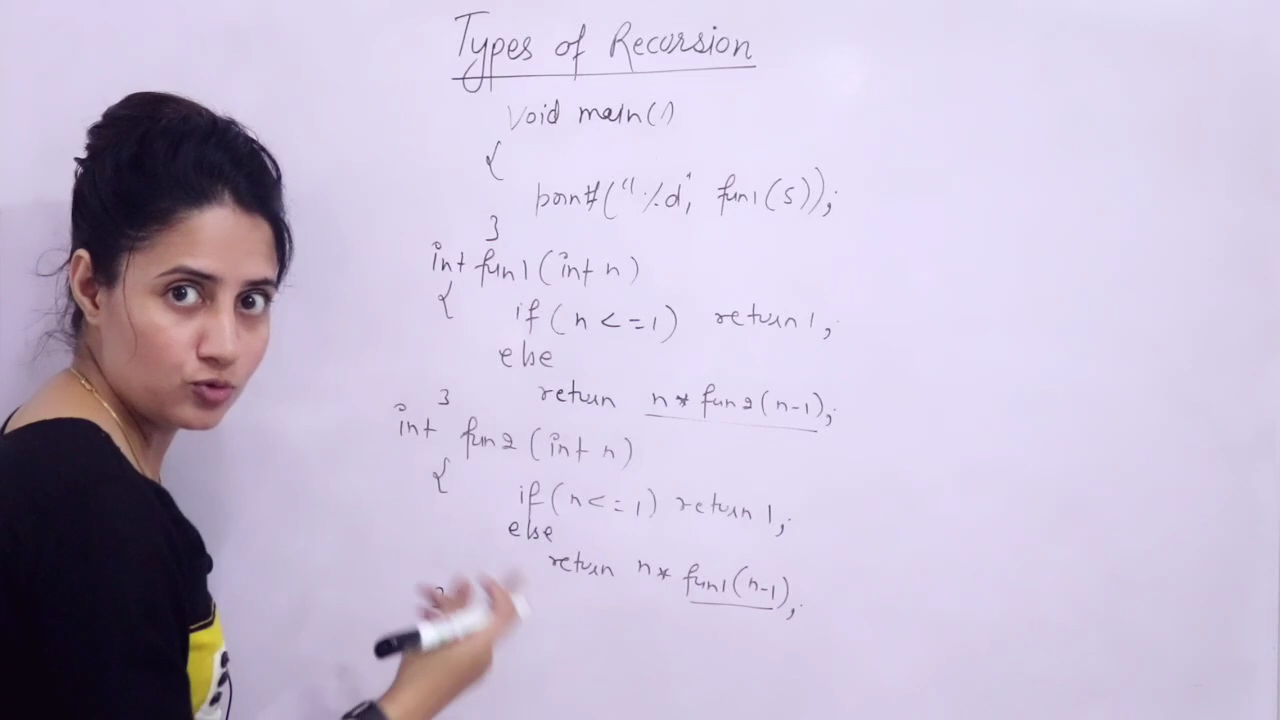 Types of Recursion
void main()
{
printf("%d", fun1(5));
}
int fun1(int n)
{
if(n <= 1) return 1;
else
return n * fun2(n-1);
}
int fun2(int n)
{
if(n <= 1) return 1;
else
return n * fun1(n-1);
}